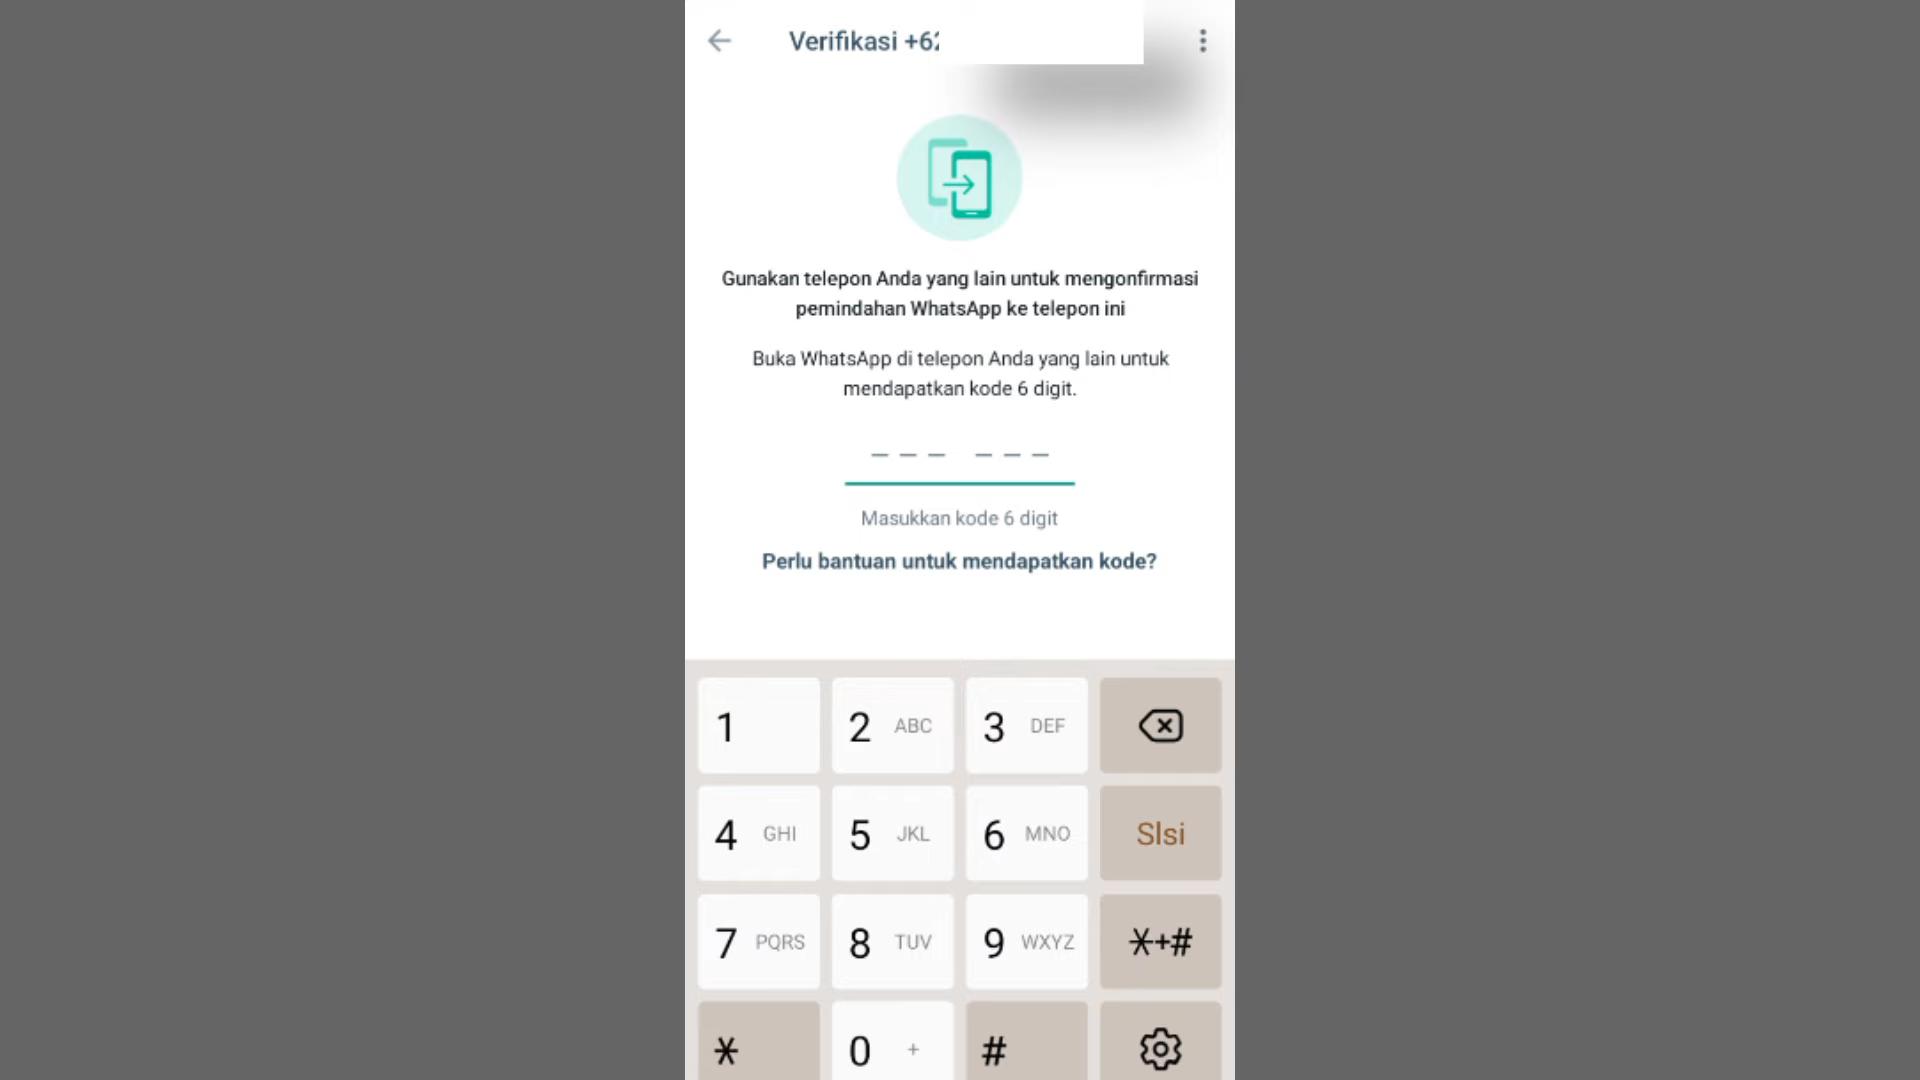 Verifikasi +62
Gunakan telepon Anda yang lain untuk mengonfirmasi
pemindahan WhatsApp ke telepon ini
Buka WhatsApp di telepon Anda yang lain untuk
mendapatkan kode 6 digit.
Masukkan kode 6 digit
Perlu bantuan untuk mendapatkan kode?
1 2 ABC 3 DEF
4 GHI 5 JKL 6 MNO Slsi
7 PQRS 8 TUV 9 WXYZ *+#
* 0 + #